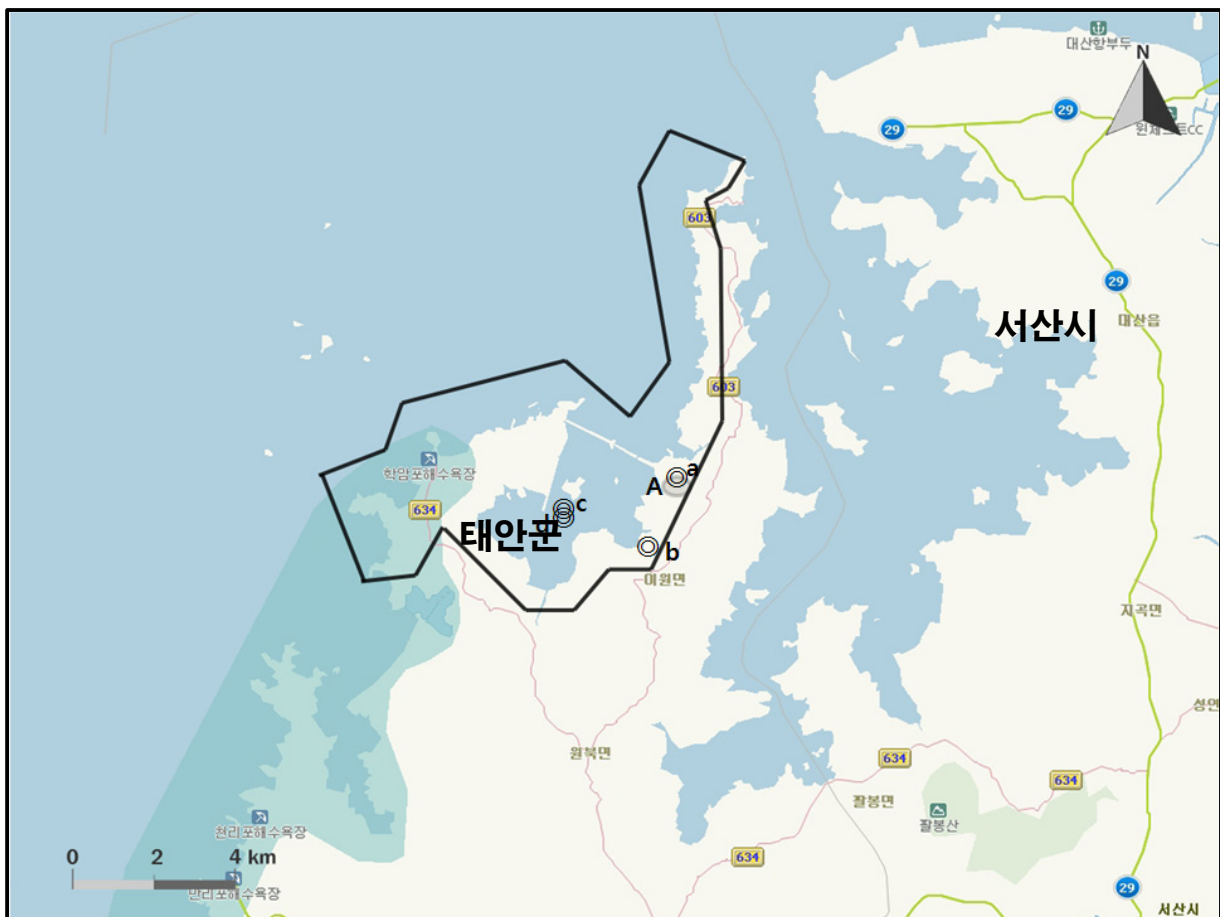 대산항부두
N
29
29
원체스트CC
603
29
서산시
대산읍
603
학암포해수욕장
a
A
634
c
d
태안군
b
이원면
지곡면
성연
원북면
634
634
팔봉면
팔봉산
천리포해수욕장
0 2 4 km
634
만리포해수욕장
29
서산시